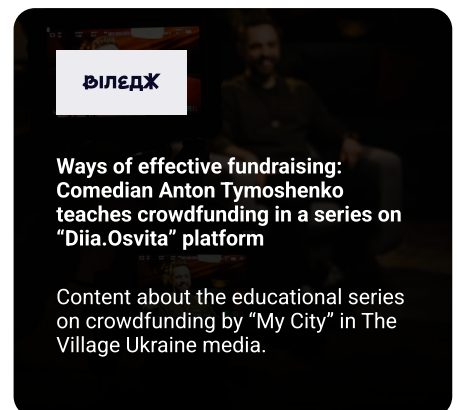 ВІЛЕДЖ
Ways of effective fundraising:
Comedian Anton Tymoshenko
teaches crowdfunding in a series on
“Diia.Osvita” platform
Content about the educational series
on crowdfunding by “My City” in The
Village Ukraine media.